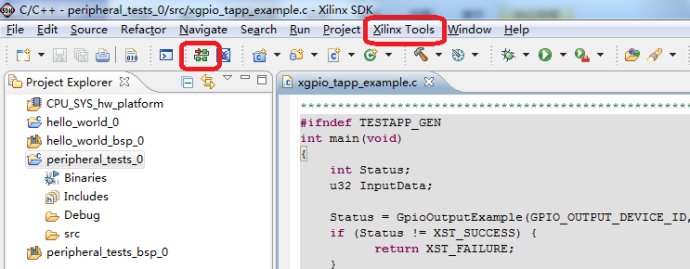 C/C++ - peripheral_tests_0/src/xgpio_tapp_example.c - Xilinx SDK
File Edit Source Refactor Navigate Search Run Project Xilinx Tools Window Help
Project Explorer
CPU_SYS_hw_platform
hello_world_0
hello_world_bsp_0
peripheral_tests_0
Binaries
Includes
Debug
src
peripheral_tests_bsp_0
xgpio_tapp_example.c
#ifndef TESTAPP_GEN
int main(void)
{
int Status;
u32 InputData;
Status = GpioOutputExample(GPIO_OUTPUT_DEVICE_ID,
if (Status != XST_SUCCESS) {
return XST_FAILURE;
}